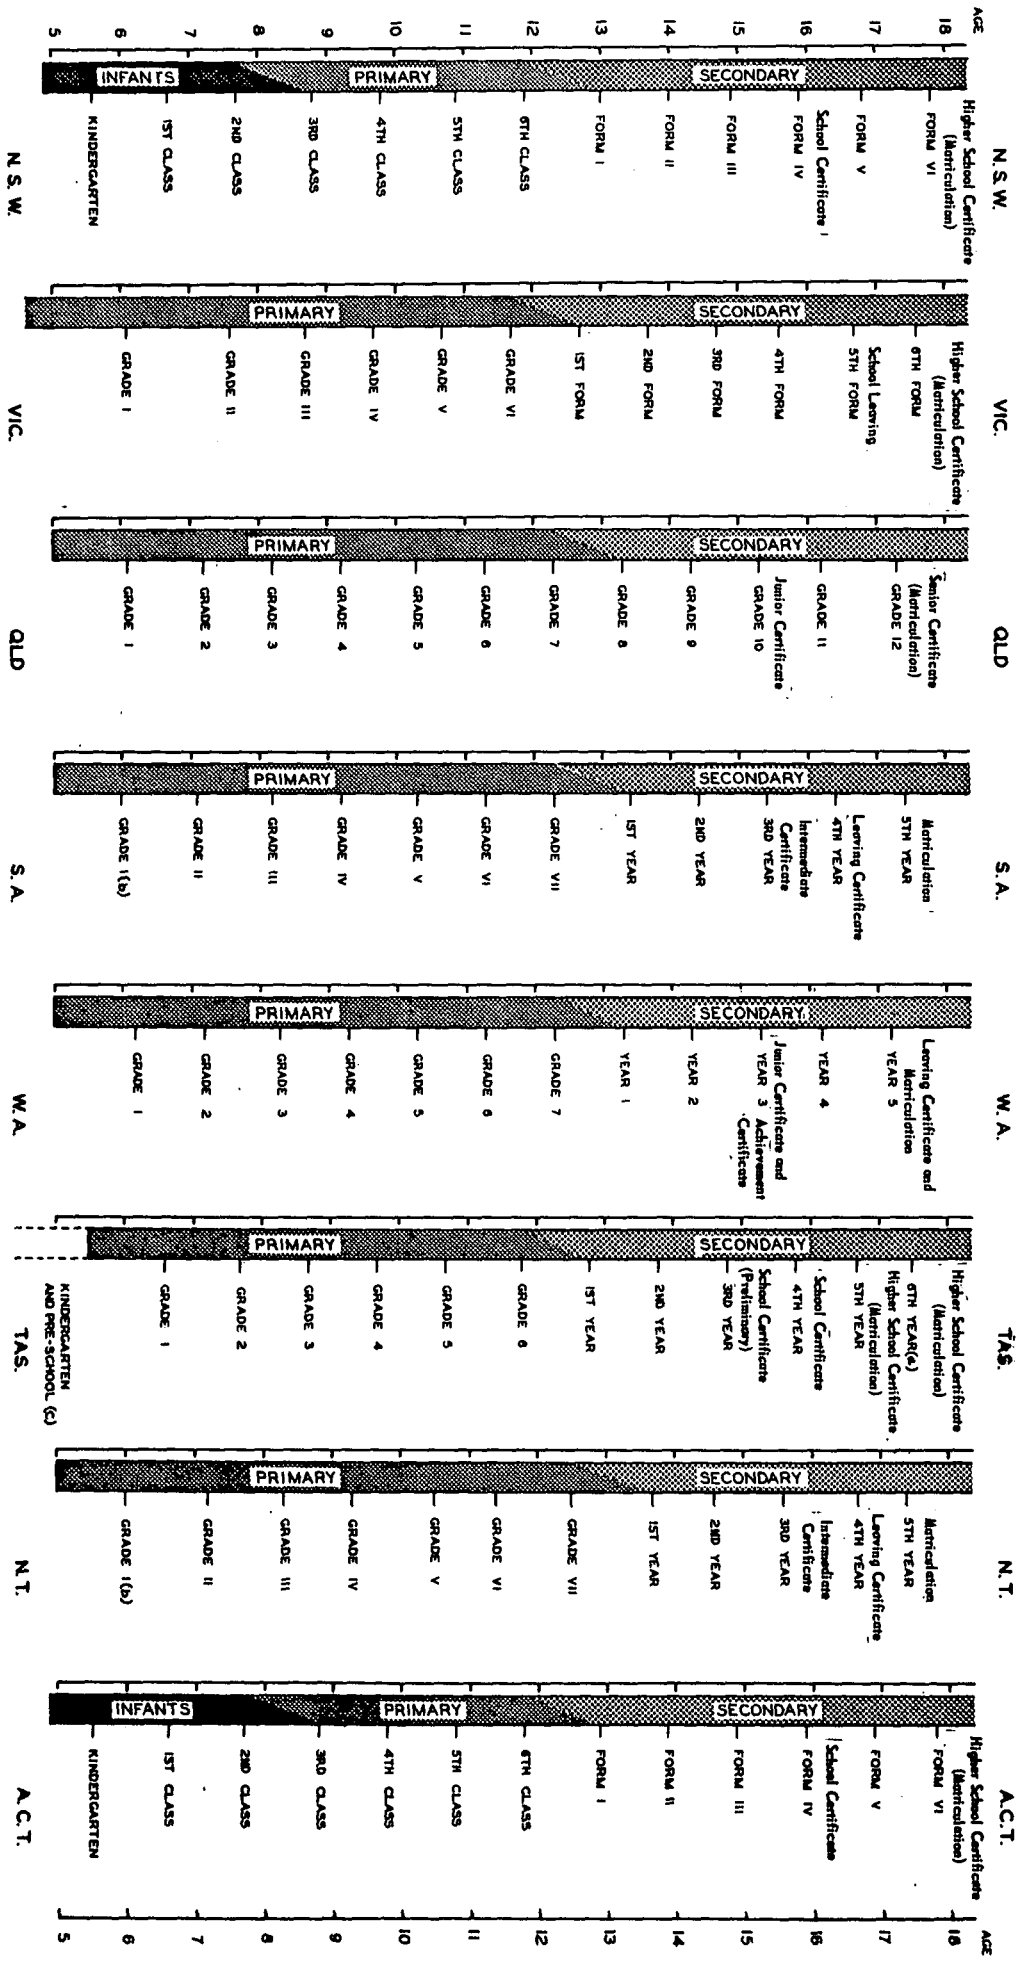 AGE
18
17
16
15
14
13
12
11
10
9
8
7
6
5
N.S.W.
Higher School Certificate
(Matriculation)
FORM VI
FORM V
School Certificate
FORM IV
FORM III
FORM II
FORM I
6TH CLASS
5TH CLASS
4TH CLASS
3RD CLASS
2ND CLASS
1ST CLASS
KINDERGARTEN
SECONDARY
PRIMARY
INFANTS
N.S.W.
VIC.
Higher School Certificate
(Matriculation)
6TH FORM
School Leaving
5TH FORM
4TH FORM
3RD FORM
2ND FORM
1ST FORM
GRADE VI
GRADE V
GRADE IV
GRADE III
GRADE II
GRADE I
SECONDARY
PRIMARY
VIC.
QLD
Senior Certificate
(Matriculation)
GRADE 12
GRADE 11
Junior Certificate
GRADE 10
GRADE 9
GRADE 8
GRADE 7
GRADE 6
GRADE 5
GRADE 4
GRADE 3
GRADE 2
GRADE 1
SECONDARY
PRIMARY
QLD
S.A.
Matriculation
5TH YEAR
Leaving Certificate
4TH YEAR
Intermediate
Certificate
3RD YEAR
2ND YEAR
1ST YEAR
GRADE VII
GRADE VI
GRADE V
GRADE IV
GRADE III
GRADE II
GRADE I(b)
SECONDARY
PRIMARY
S.A.
W.A.
Leaving Certificate and
Matriculation
YEAR 5
YEAR 4
Junior Certificate and
YEAR 3 Achievement
Certificate
YEAR 2
YEAR 1
GRADE 7
GRADE 6
GRADE 5
GRADE 4
GRADE 3
GRADE 2
GRADE 1
SECONDARY
PRIMARY
W.A.
TAS.
Higher School Certificate
(Matriculation)
6TH YEAR(a)
Higher School Certificate
(Matriculation)
5TH YEAR
School Certificate
4TH YEAR
School Certificate
(Preliminary)
3RD YEAR
2ND YEAR
1ST YEAR
GRADE 6
GRADE 5
GRADE 4
GRADE 3
GRADE 2
GRADE 1
KINDERGARTEN
AND PRE-SCHOOL (c)
SECONDARY
PRIMARY
TAS.
N.T.
Matriculation
5TH YEAR
Leaving Certificate
4TH YEAR
Intermediate
Certificate
3RD YEAR
2ND YEAR
1ST YEAR
GRADE VII
GRADE VI
GRADE V
GRADE IV
GRADE III
GRADE II
GRADE I(b)
SECONDARY
PRIMARY
N.T.
A.C.T.
Higher School Certificate
(Matriculation)
FORM VI
FORM V
School Certificate
FORM IV
FORM III
FORM II
FORM I
6TH CLASS
5TH CLASS
4TH CLASS
3RD CLASS
2ND CLASS
1ST CLASS
KINDERGARTEN
SECONDARY
PRIMARY
INFANTS
A.C.T.
AGE
18
17
16
15
14
13
12
11
10
9
8
7
6
5